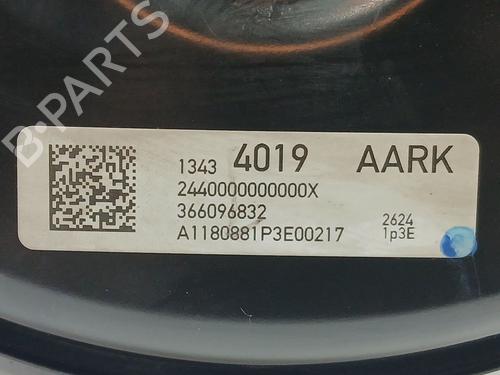 B-PARTS
1343 4019 AARK
2440000000000X
366096832
A1180881P3E00217
2624
1p3E